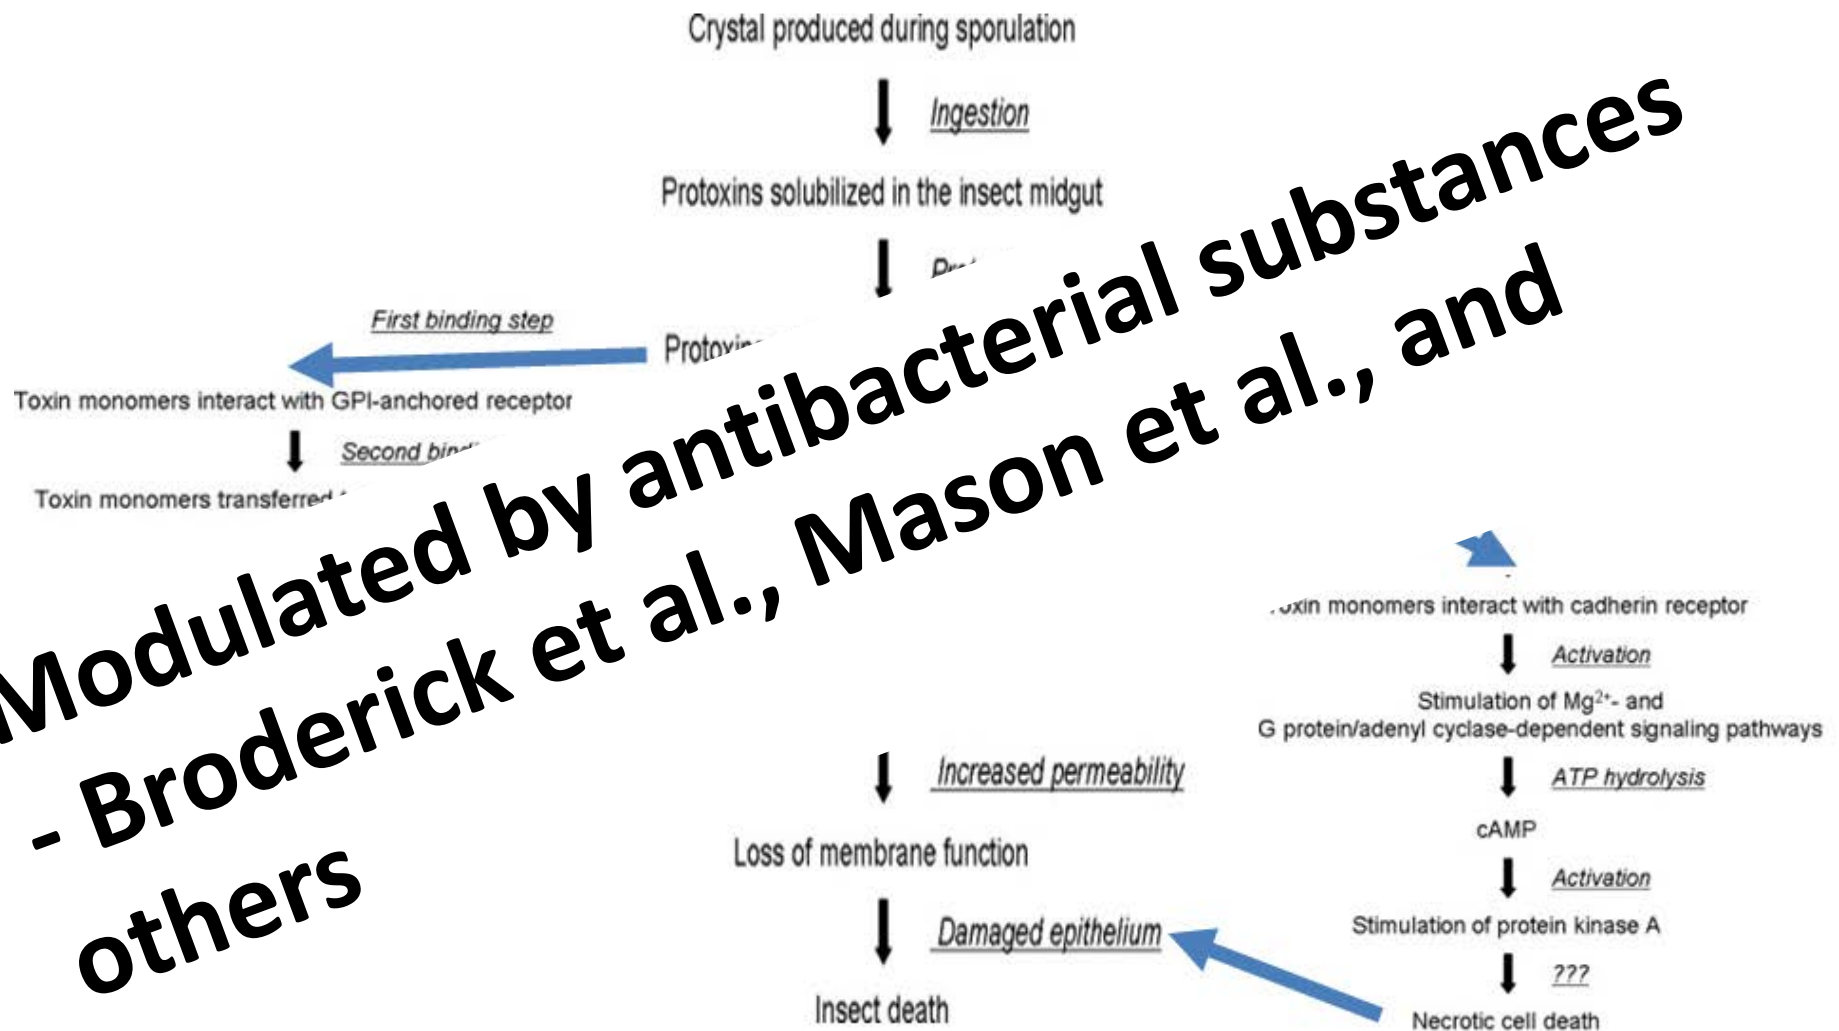 Crystal produced during sporulation
Ingestion
Protoxins solubilized in the insect midgut
First binding step
Toxin monomers interact with GPI-anchored receptor
Second
Toxin monomers transferred
Modulated by antibacterial substances
- Broderick et al., Mason et al., and
others
monomers interact with cadherin receptor
Activation
Stimulation of Mg²⁺- and
G protein/adenyl cyclase-dependent signaling pathways
ATP hydrolysis
cAMP
Activation
Stimulation of protein kinase A
???
Necrotic cell death
Increased permeability
Loss of membrane function
Damaged epithelium
Insect death